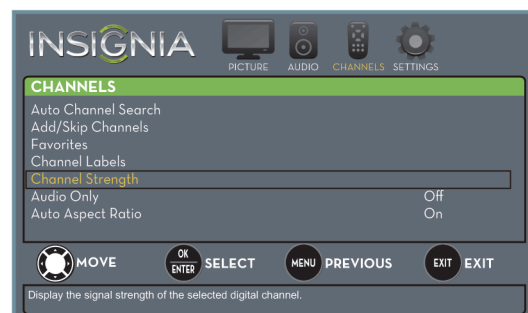 INSIGNIA
PICTURE AUDIO CHANNELS SETTINGS
CHANNELS
Auto Channel Search
Add/Skip Channels
Favorites
Channel Labels
Channel Strength
Audio Only Off
Auto Aspect Ratio On
MOVE OK ENTER SELECT MENU PREVIOUS EXIT EXIT
Display the signal strength of the selected digital channel.